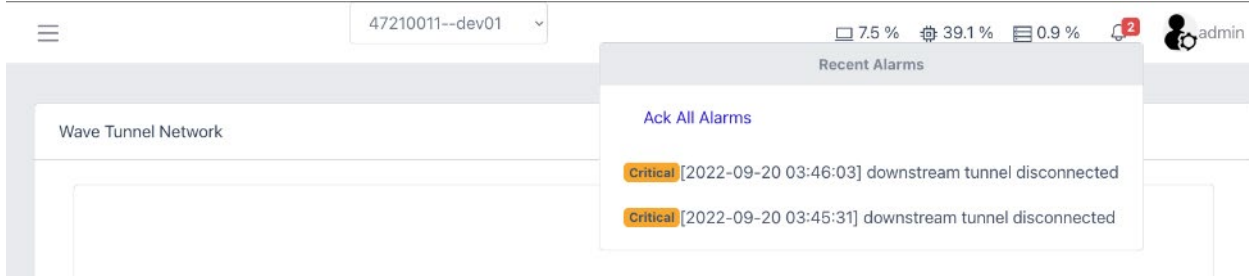 47210011--dev01
7.5 % 39.1 % 0.9 % 2 admin
Recent Alarms
Ack All Alarms
Wave Tunnel Network
Critical [2022-09-20 03:46:03] downstream tunnel disconnected
Critical [2022-09-20 03:45:31] downstream tunnel disconnected